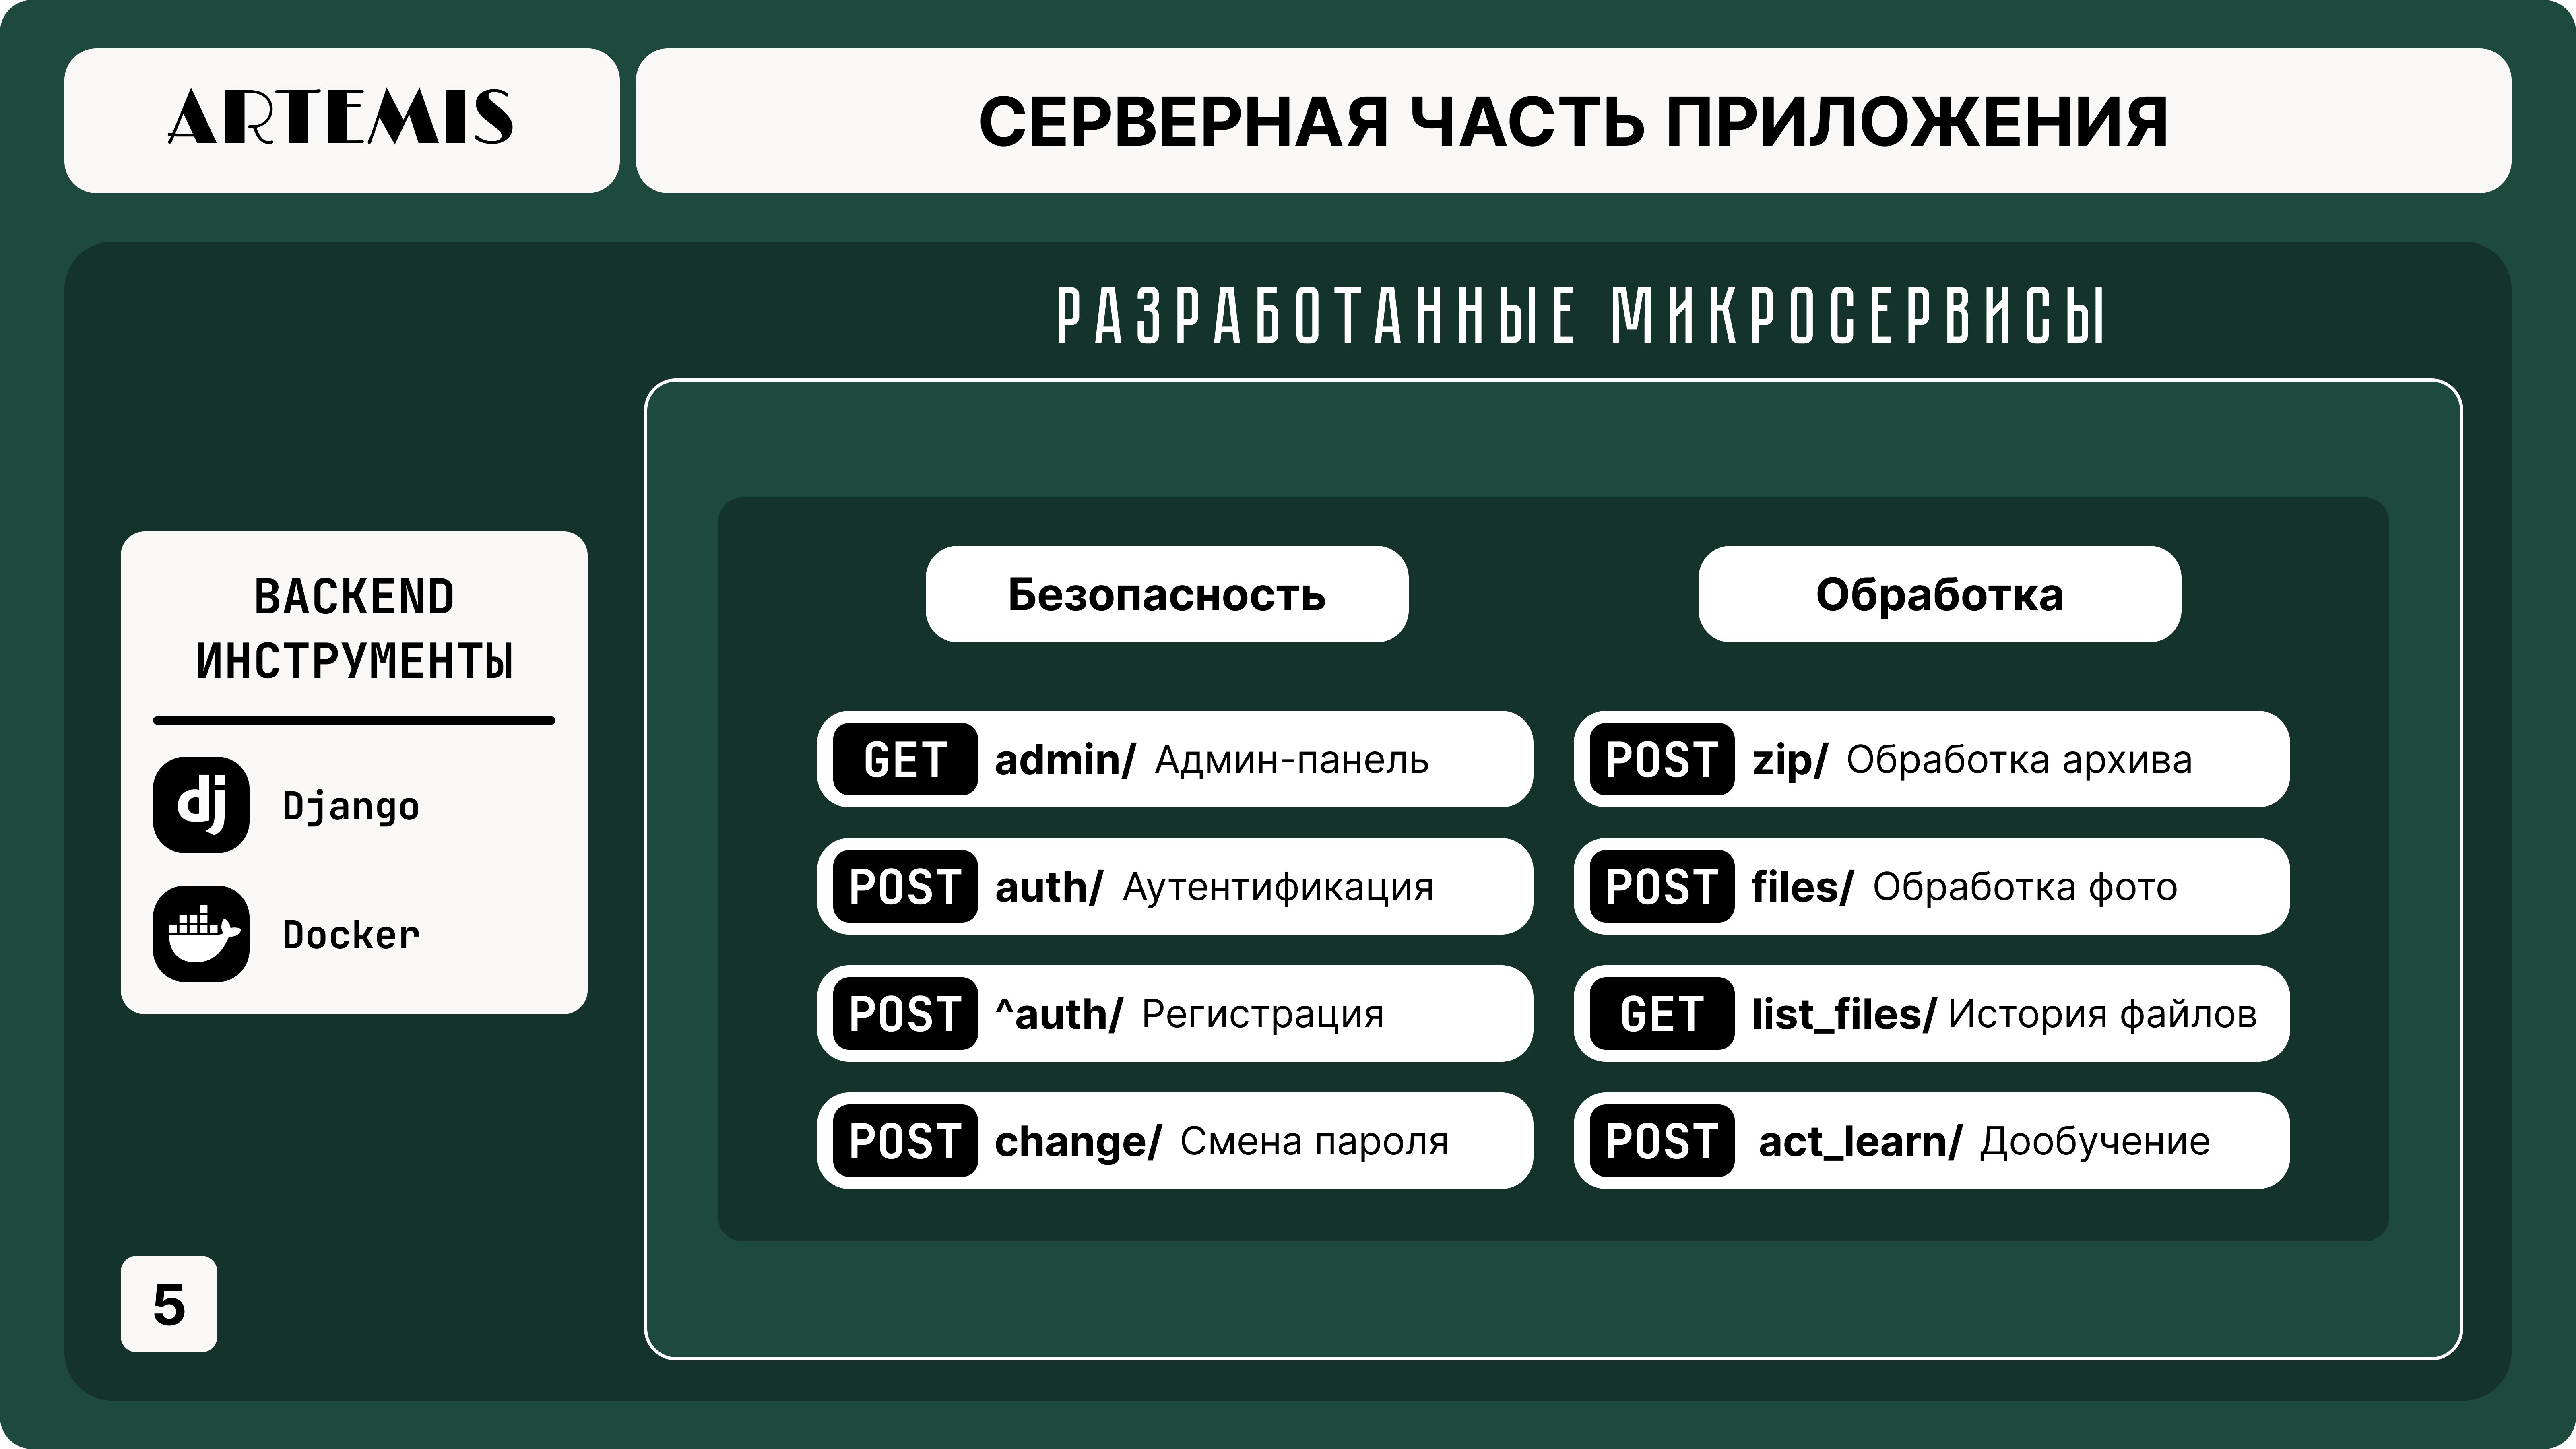 ARTEMIS
СЕРВЕРНАЯ ЧАСТЬ ПРИЛОЖЕНИЯ
РАЗРАБОТАННЫЕ МИКРОСЕРВИСЫ
BACKEND
ИНСТРУМЕНТЫ
dj Django
Docker
Безопасность
GET admin/ Админ-панель
POST auth/ Аутентификация
POST ^auth/ Регистрация
POST change/ Смена пароля
Обработка
POST zip/ Обработка архива
POST files/ Обработка фото
GET list_files/ История файлов
POST act_learn/ Дообучение
5